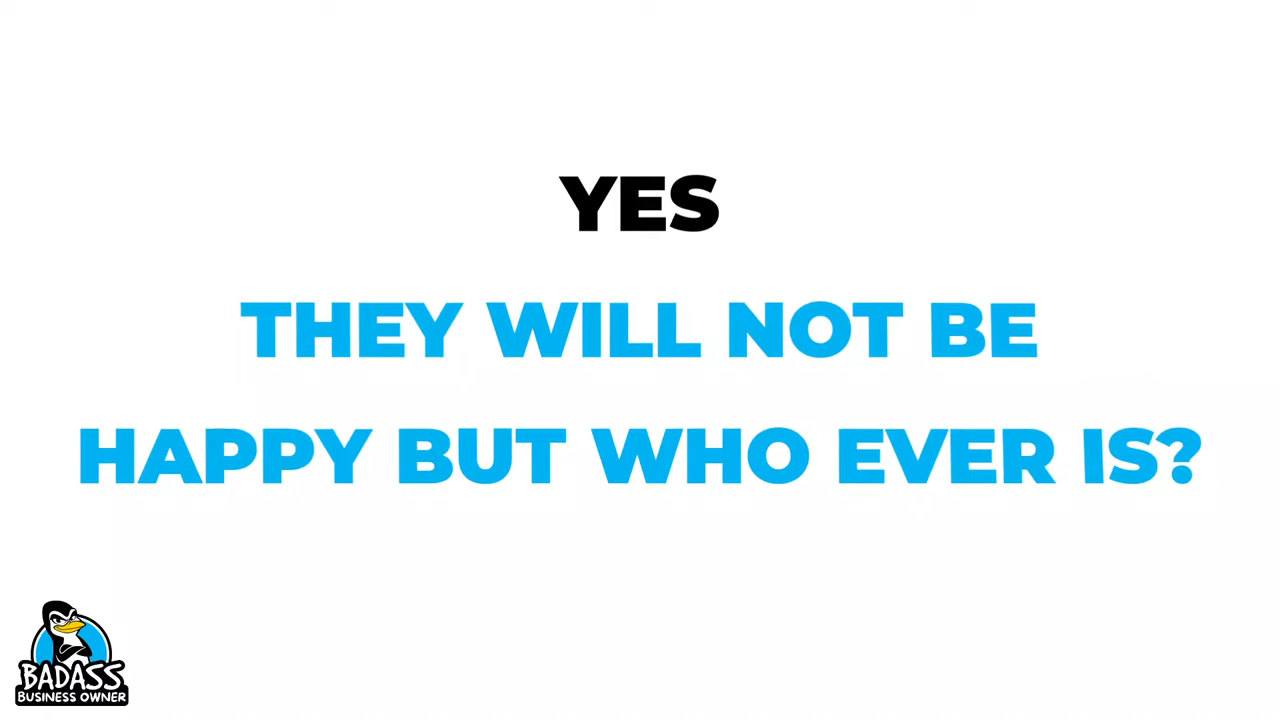 YES
THEY WILL NOT BE
HAPPY BUT WHO EVER IS?
BADASS
BUSINESS OWNER